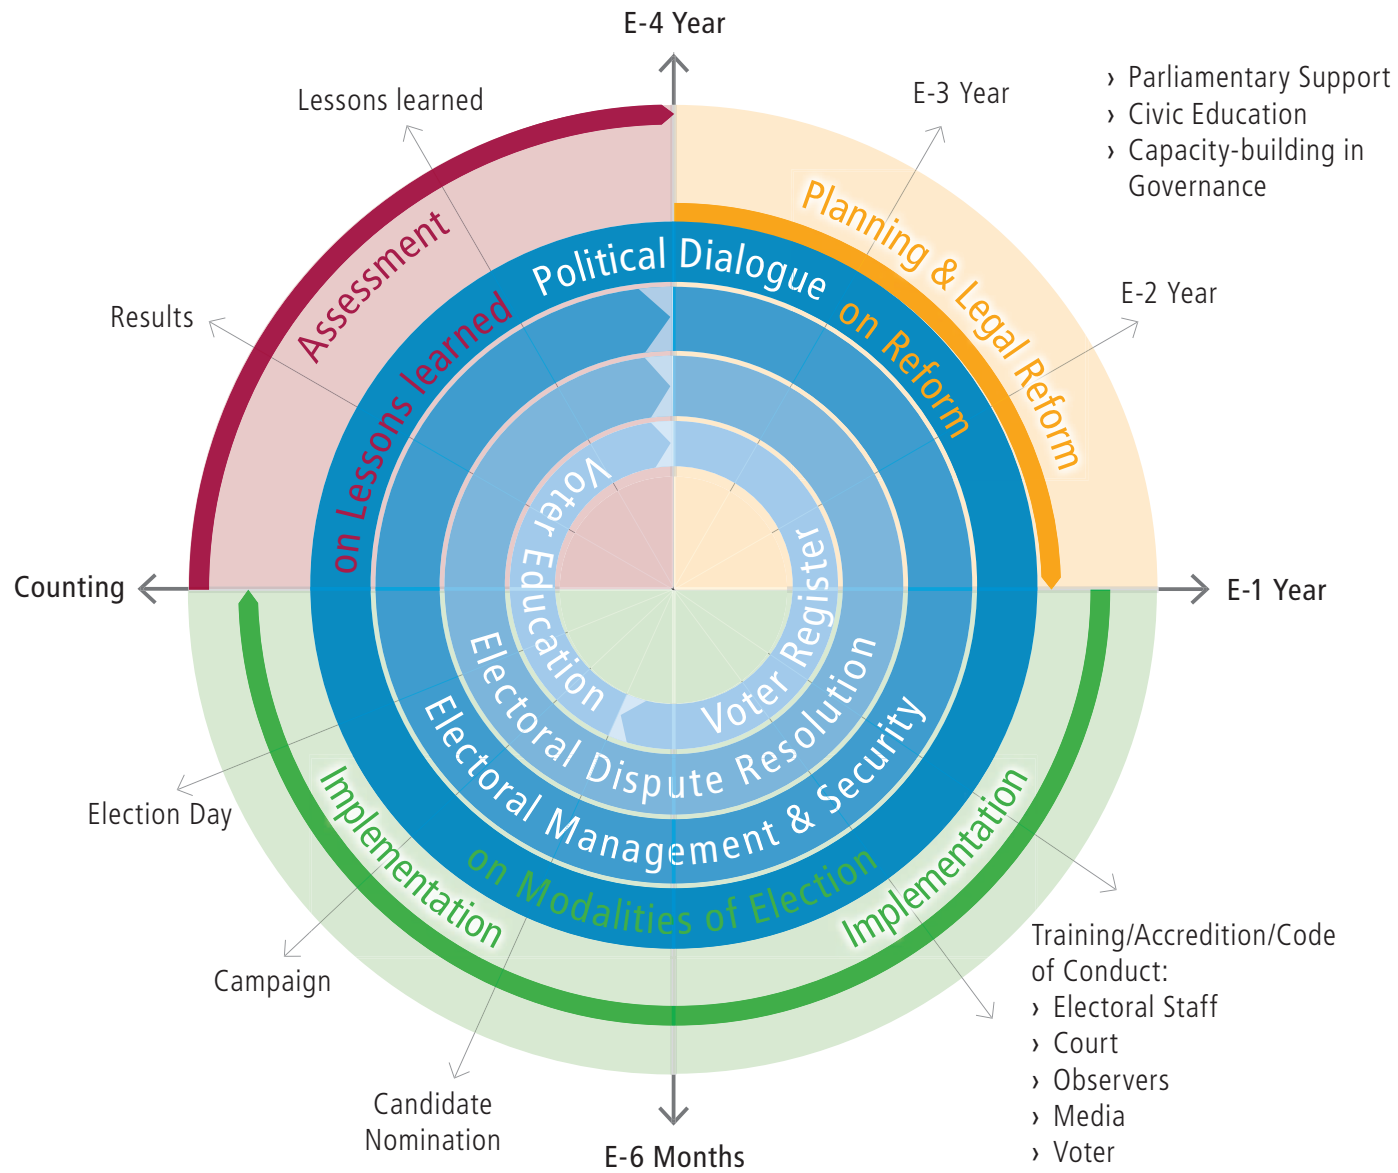 E-4 Year
Lessons learned
E-3 Year
› Parliamentary Support
› Civic Education
› Capacity-building in
Governance
Assessment
Planning & Legal Reform
Political Dialogue
on Reform
on Lessons learned
Results
E-2 Year
Voter Education
Voter Register
Counting
E-1 Year
Electoral Dispute Resolution
Electoral Management & Security
on Modalities of Election
Implementation
Implementation
Election Day
Campaign
Candidate
Nomination
E-6 Months
Training/Accredition/Code
of Conduct:
› Electoral Staff
› Court
› Observers
› Media
› Voter